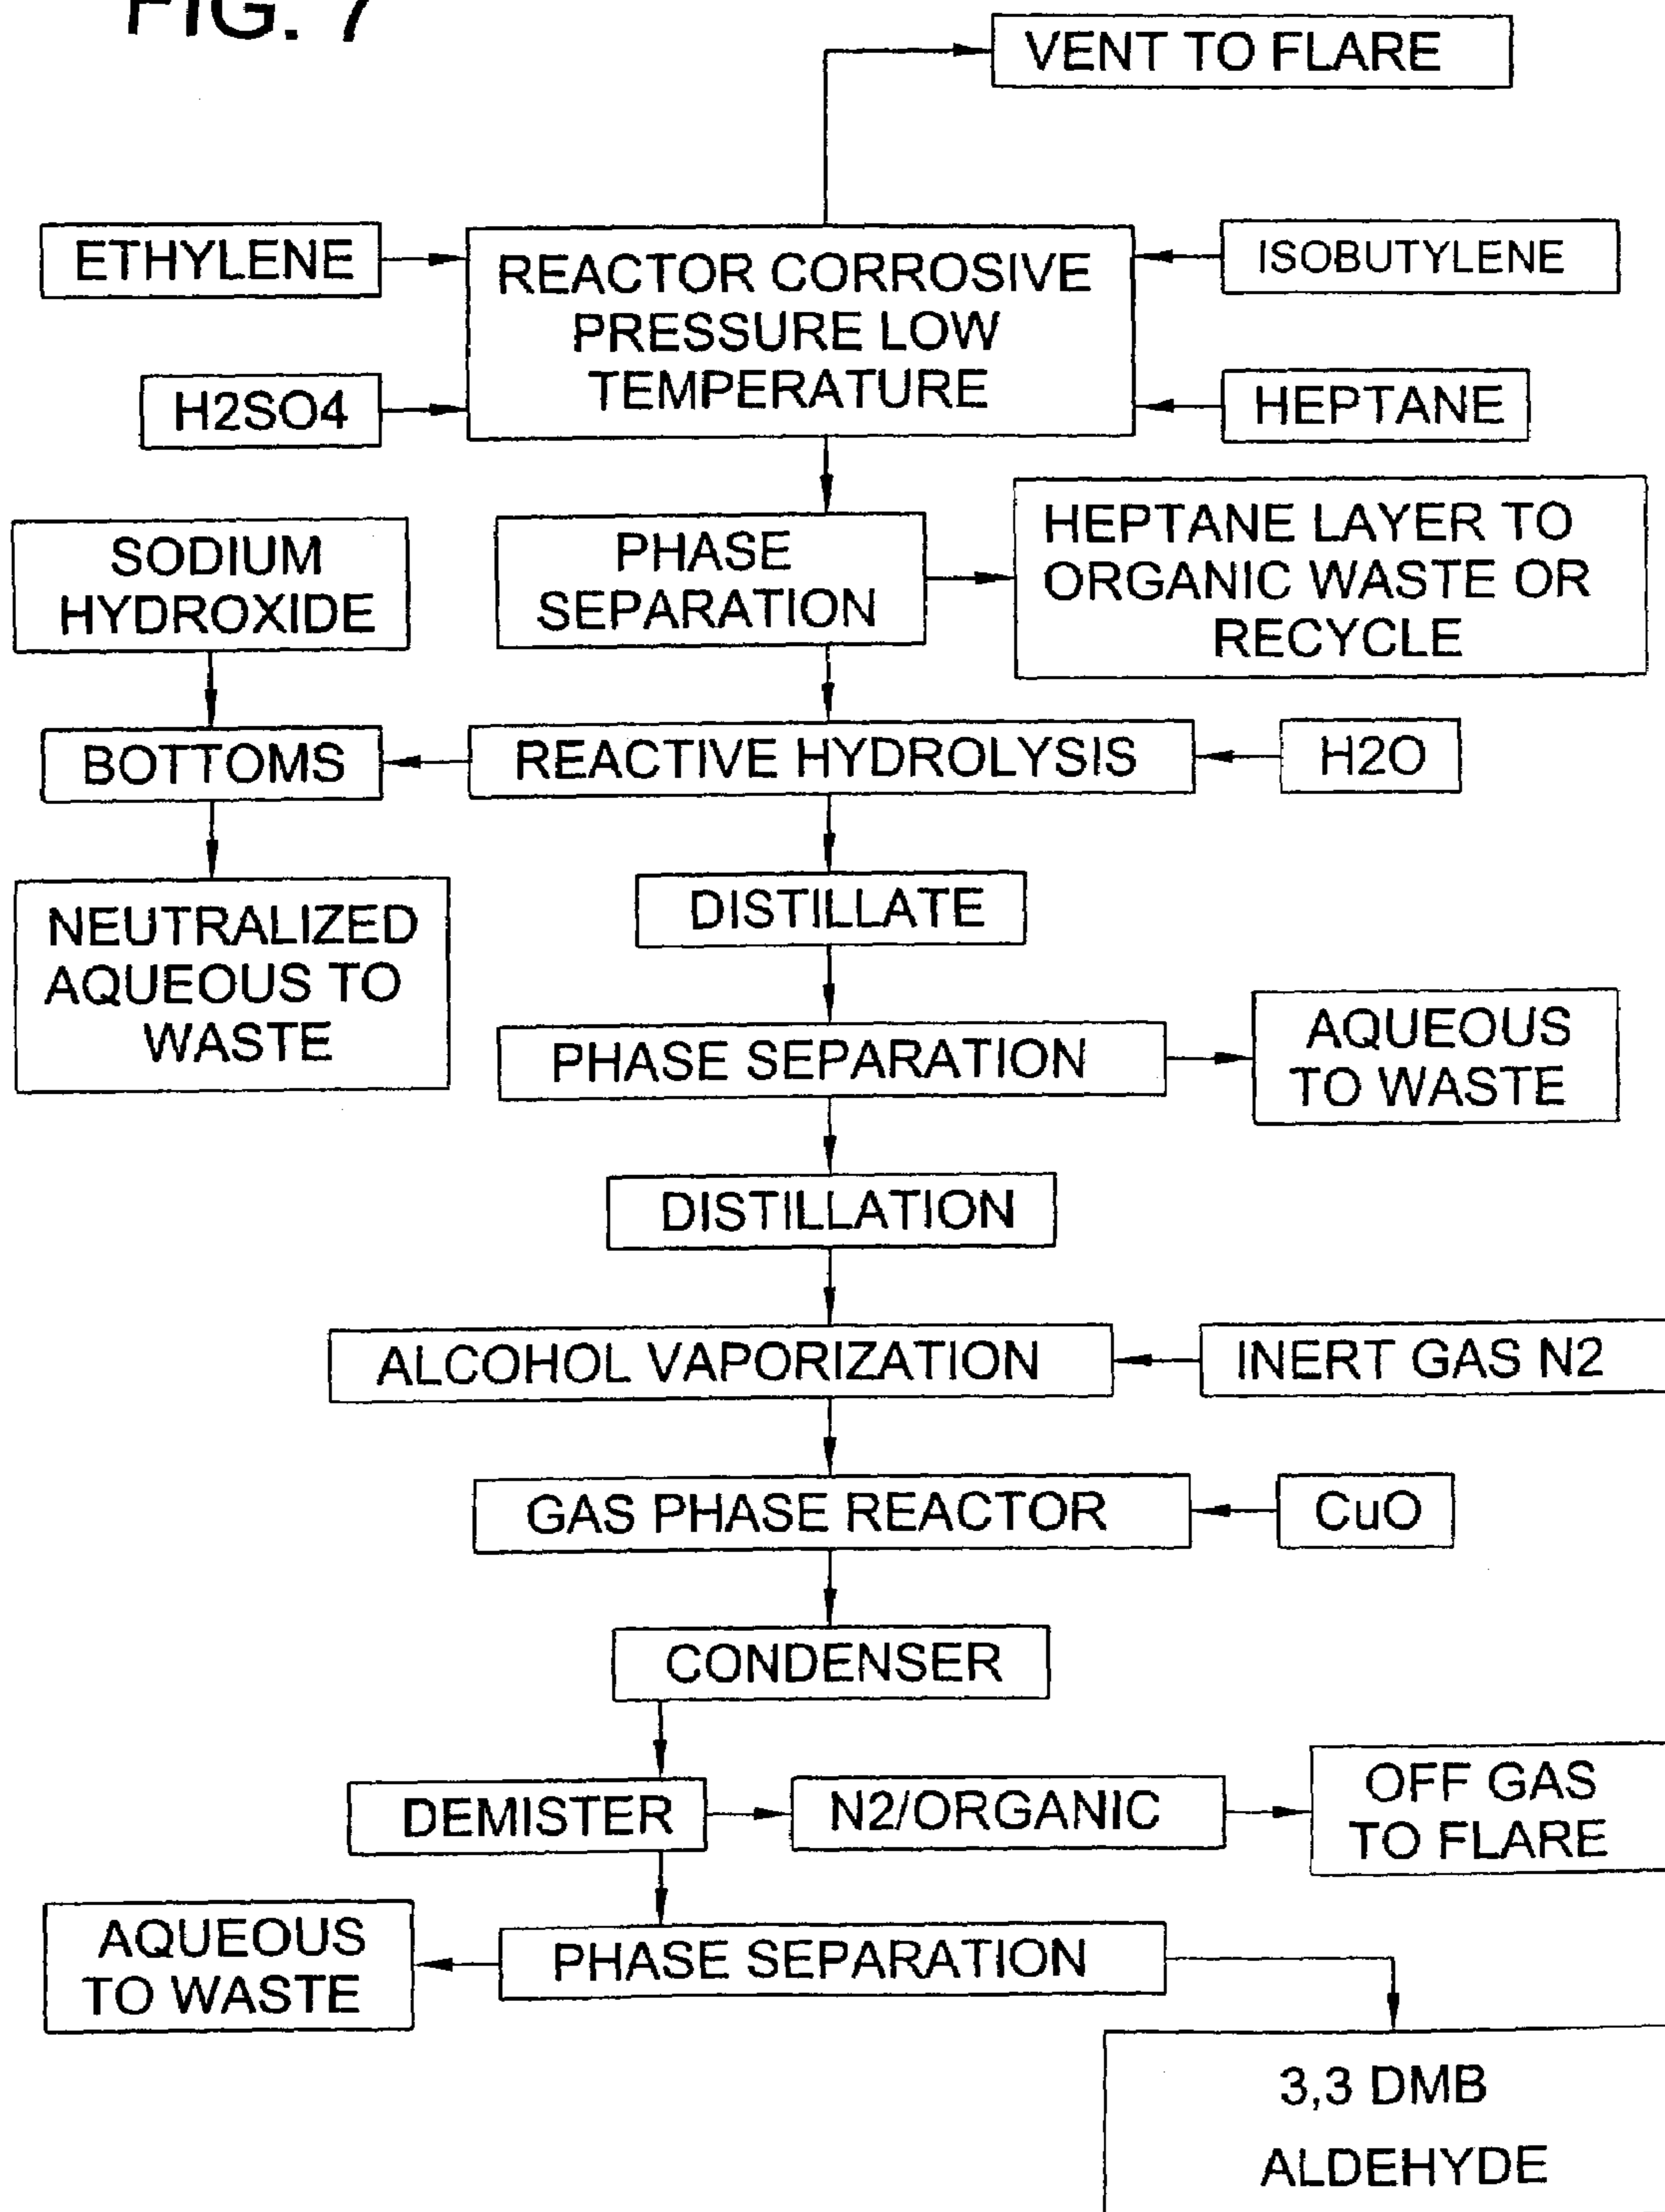 FIG. 7
VENT TO FLARE
ETHYLENE
REACTOR CORROSIVE
PRESSURE LOW
TEMPERATURE
ISOBUTYLENE
H2SO4
HEPTANE
SODIUM
HYDROXIDE
PHASE
SEPARATION
HEPTANE LAYER TO
ORGANIC WASTE OR
RECYCLE
BOTTOMS
REACTIVE HYDROLYSIS
H2O
NEUTRALIZED
AQUEOUS TO
WASTE
DISTILLATE
PHASE SEPARATION
AQUEOUS
TO WASTE
DISTILLATION
ALCOHOL VAPORIZATION
INERT GAS N2
GAS PHASE REACTOR
CuO
CONDENSER
DEMISTER
N2/ORGANIC
OFF GAS
TO FLARE
AQUEOUS
TO WASTE
PHASE SEPARATION
3,3 DMB
ALDEHYDE